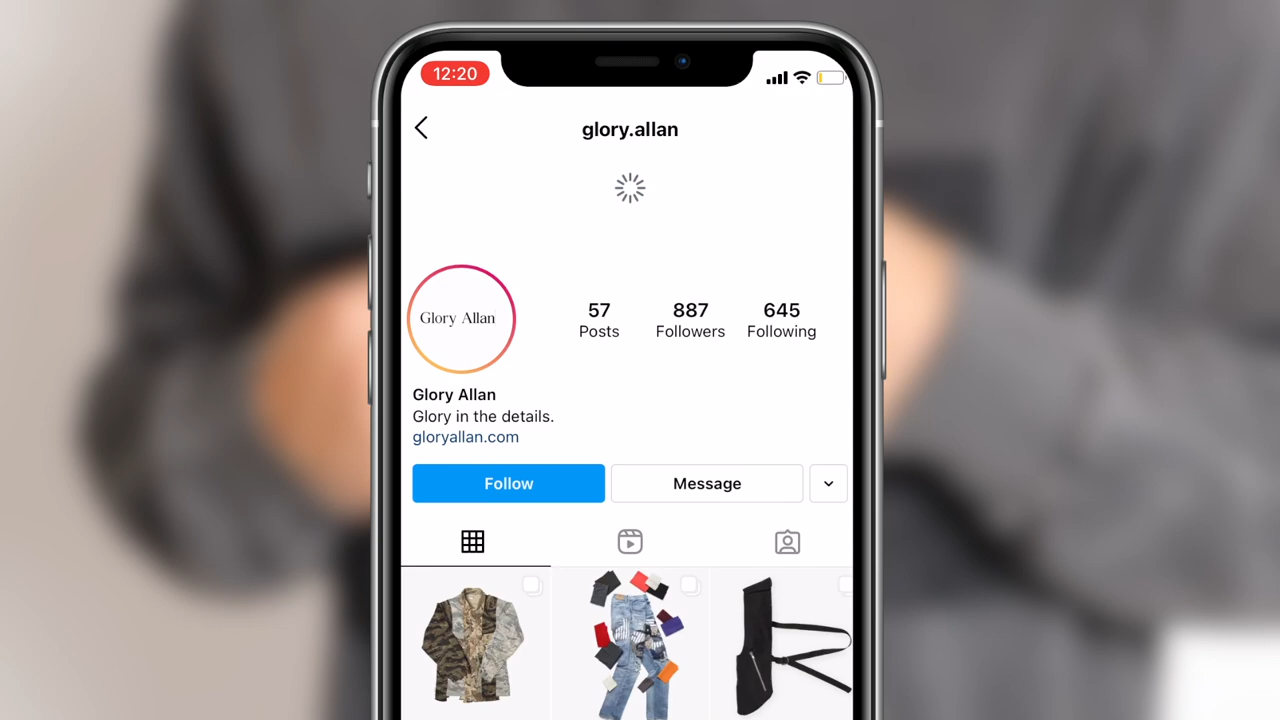 12:20
glory.allan
Glory Allan
57 887 645
Posts Followers Following
Glory Allan
Glory in the details.
gloryallan.com
Follow Message